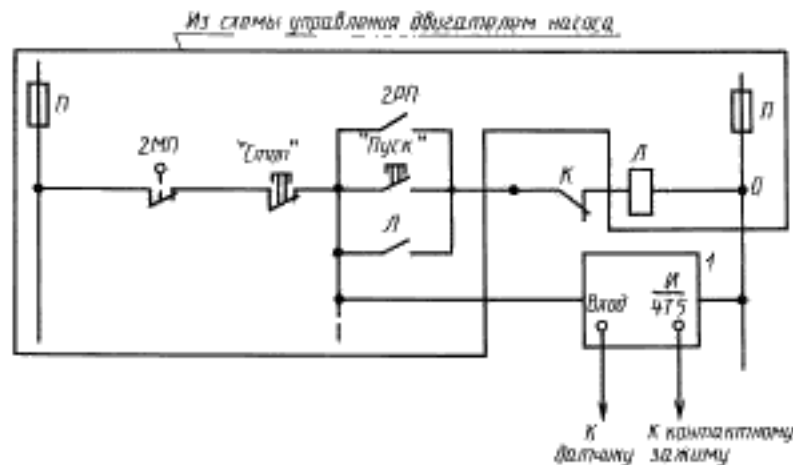 Из схемы управления двигателем насоса
П
П
2РП
2МП
"Стоп"
"Пуск"
К
Л
О
Л
1
Вход
И
4Т5
К датчику
К контактному зажиму